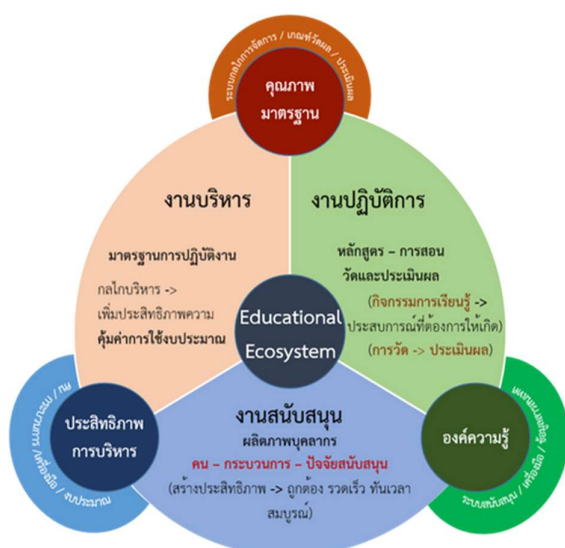 ระบบกลไกการจัดการ / เกณฑ์วัดผล / ประเมินผล
คุณภาพ
มาตรฐาน
งานบริหาร
มาตรฐานการปฏิบัติงาน
กลไกบริหาร ->
เพิ่มประสิทธิภาพความ
คุ้มค่าการใช้งบประมาณ
งานปฏิบัติการ
หลักสูตร – การสอน
วัดและประเมินผล
(กิจกรรมการเรียนรู้ ->
ประสบการณ์ที่ต้องการให้เกิด)
(การวัด -> ประเมินผล)
Educational
Ecosystem
คน / กระบวนการ / เครื่องมือ / งบประมาณ
ประสิทธิภาพ
การบริหาร
งานสนับสนุน
ผลิตภาพบุคลากร
คน – กระบวนการ – ปัจจัยสนับสนุน
(สร้างประสิทธิภาพ -> ถูกต้อง รวดเร็ว ทันเวลา
สมบูรณ์)
องค์ความรู้
ระบบสนับสนุน / เครื่องมือ /